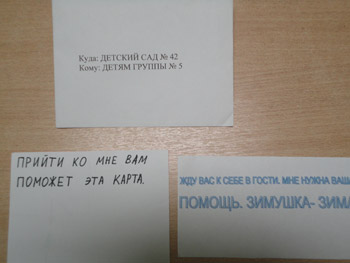 Куда: ДЕТСКИЙ САД № 42
Кому: ДЕТЯМ ГРУППЫ № 5
ПРИЙТИ КО МНЕ ВАМ
ПОМОЖЕТ ЭТА КАРТА.
ЖДУ ВАС К СЕБЕ В ГОСТИ. МНЕ НУЖНА ВАША
ПОМОЩЬ. ЗИМУШКА- ЗИМА